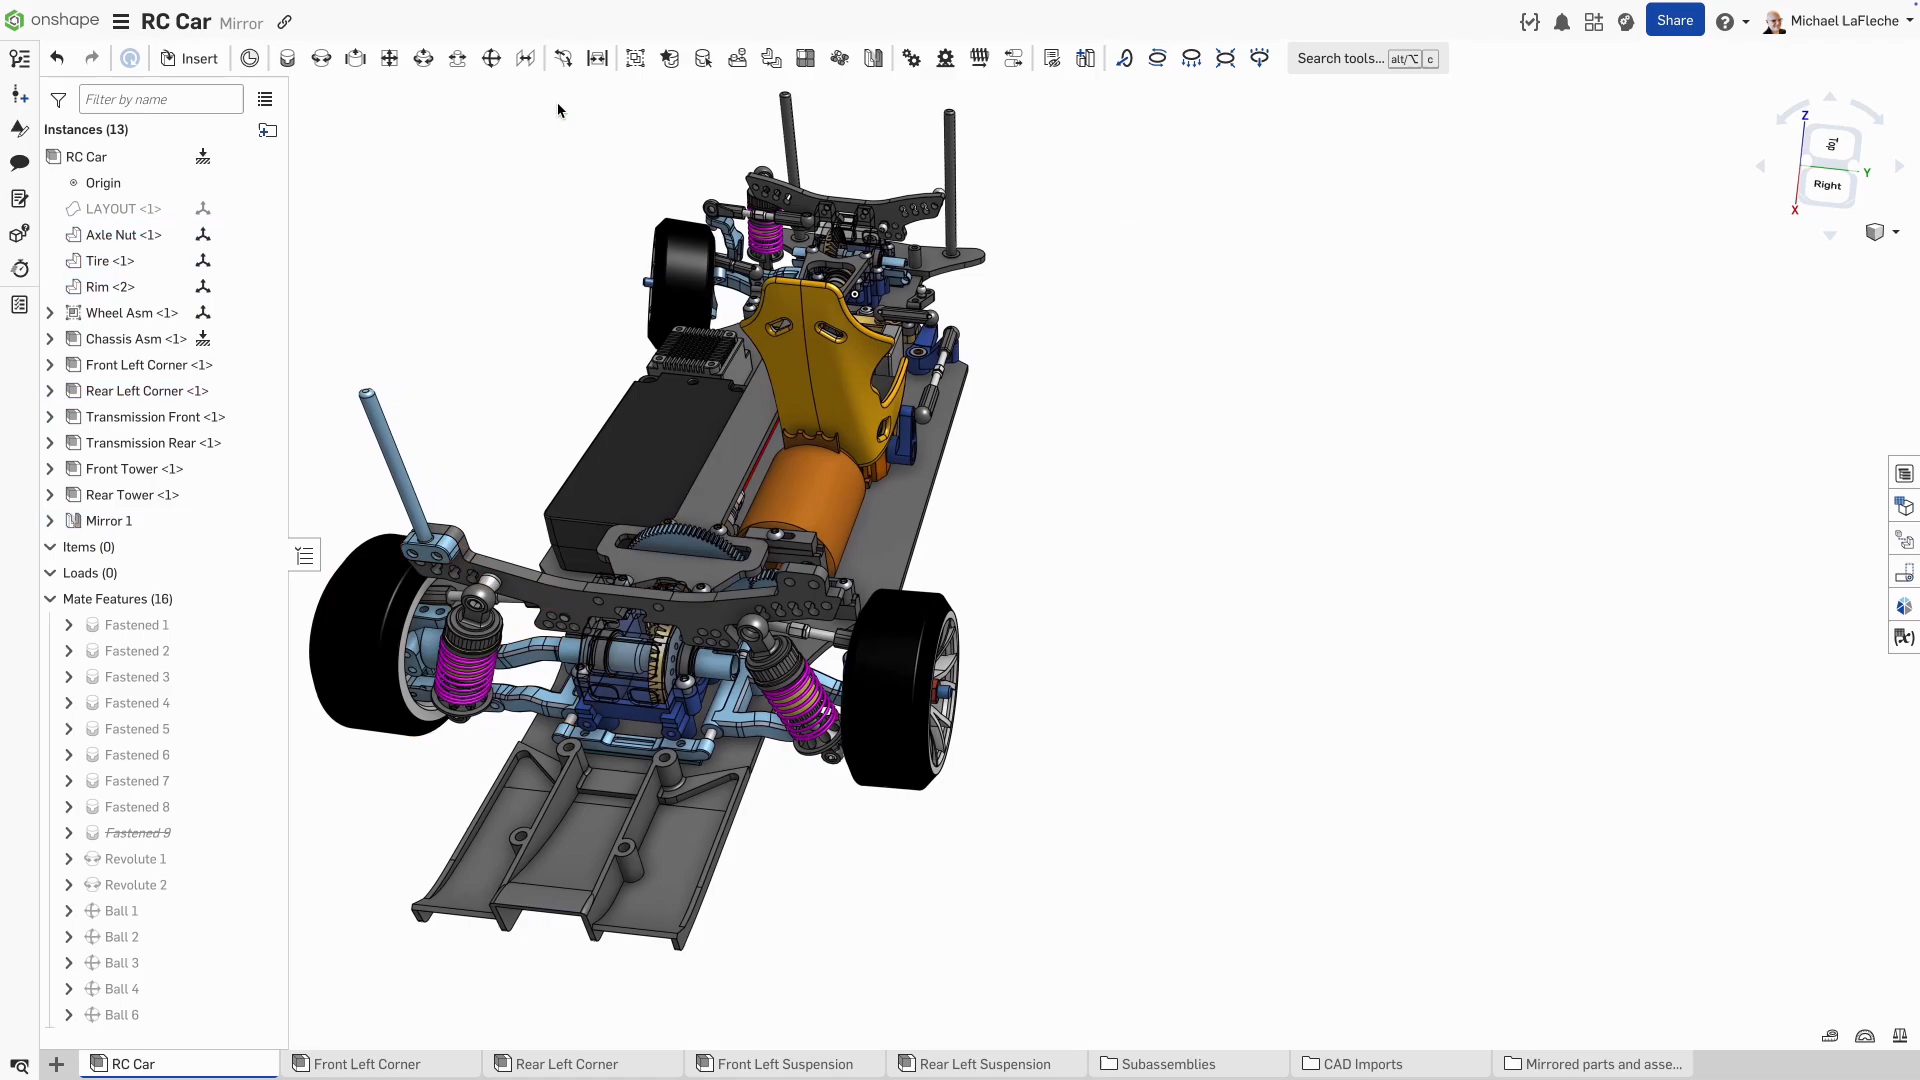 onshape RC Car Mirror Share Michael LaFleche
Insert Search tools... alt/⌥ c
Filter by name
Instances (13)
RC Car
Origin
LAYOUT <1>
Axle Nut <1>
Tire <1>
Rim <2>
Wheel Asm <1>
Chassis Asm <1>
Front Left Corner <1>
Rear Left Corner <1>
Transmission Front <1>
Transmission Rear <1>
Front Tower <1>
Rear Tower <1>
Mirror 1
Items (0)
Loads (0)
Mate Features (16)
Fastened 1
Fastened 2
Fastened 3
Fastened 4
Fastened 5
Fastened 6
Fastened 7
Fastened 8
Fastened 9
Revolute 1
Revolute 2
Ball 1
Ball 2
Ball 3
Ball 4
Ball 6
Z
Top
Y
Right
X
RC Car Front Left Corner Rear Left Corner Front Left Suspension Rear Left Suspension Subassemblies CAD Imports Mirrored parts and asse...